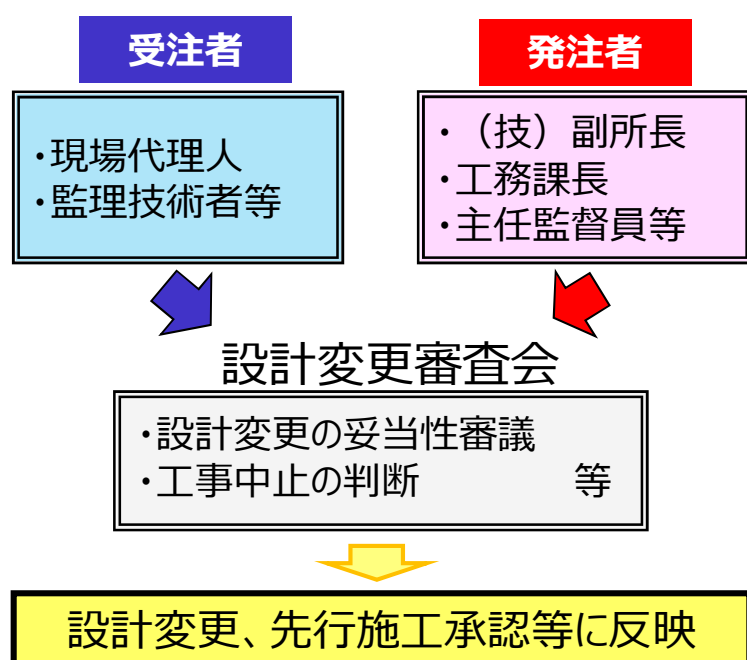 受注者
・現場代理人
・監理技術者等
発注者
・（技）副所長
・工務課長
・主任監督員等
設計変更審査会
・設計変更の妥当性審議
・工事中止の判断　　　　等
設計変更、先行施工承認等に反映